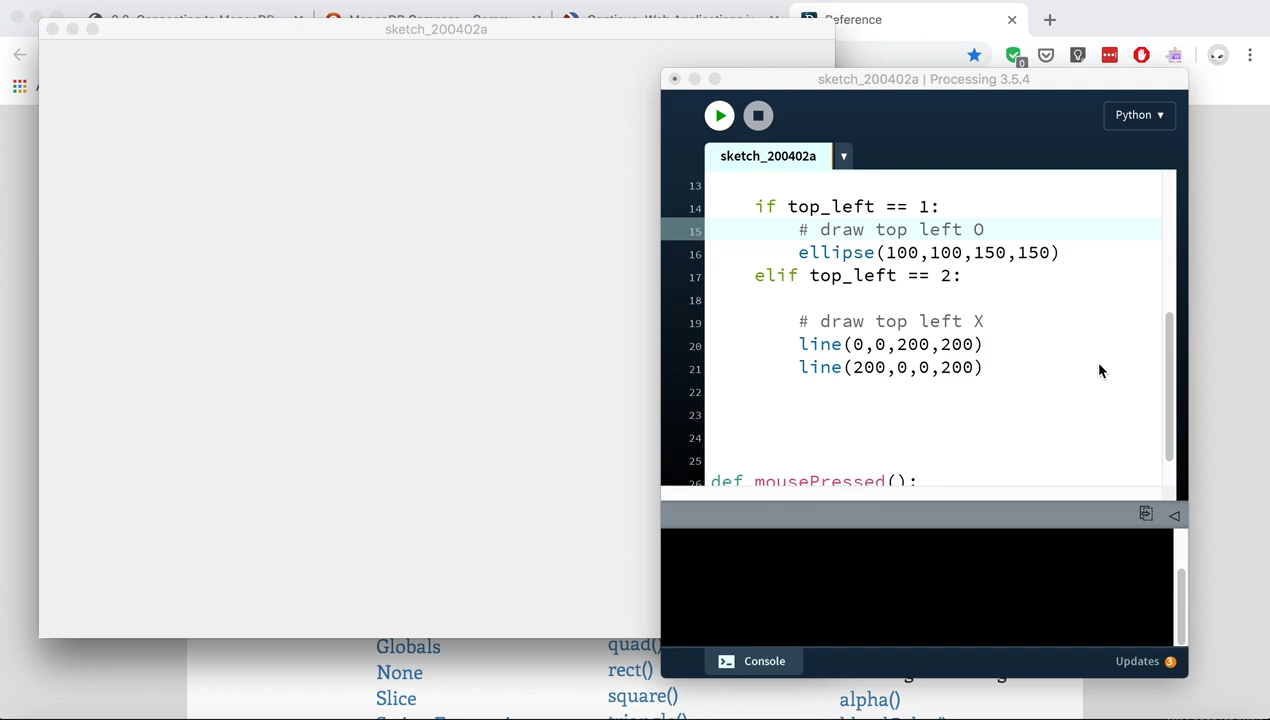 Reference
sketch_200402a
sketch_200402a | Processing 3.5.4
0
Python ▾
sketch_200402a
13
14 if top_left == 1:
15 # draw top left O
16 ellipse(100,100,150,150)
17 elif top_left == 2:
18
19 # draw top left X
20 line(0,0,200,200)
21 line(200,0,0,200)
22
23
24
25
26 def mousePressed():
Console
Updates 3
Globals
quad()
None
rect()
Slice
square()
alpha()